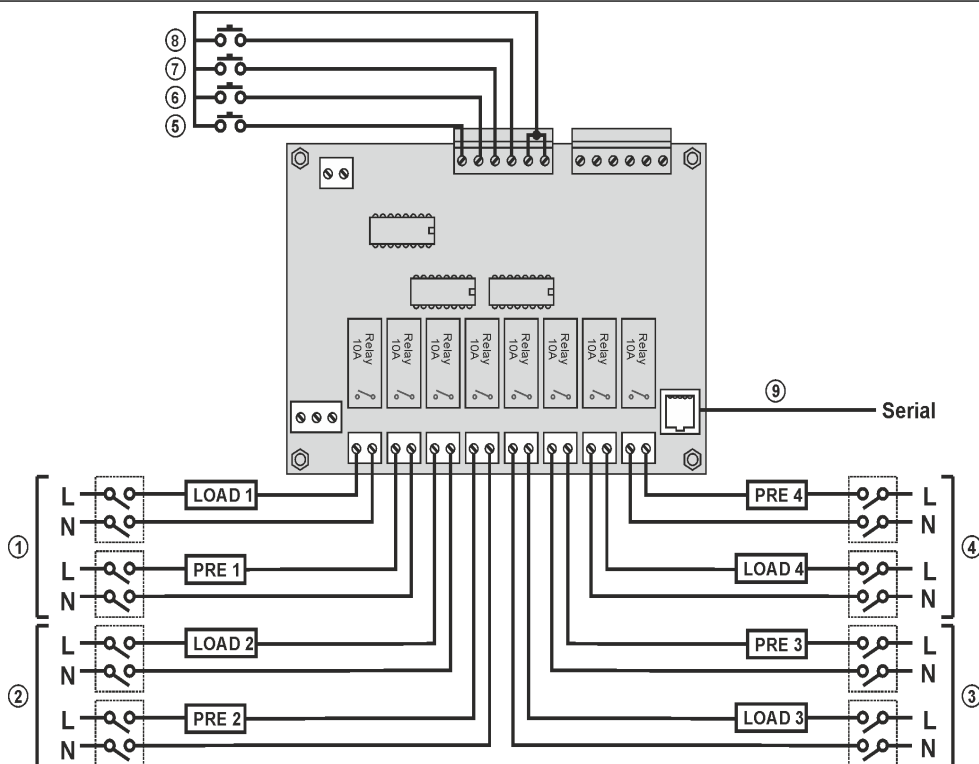 8
7
6
5
Relay 10A
Relay 10A
Relay 10A
Relay 10A
Relay 10A
Relay 10A
Relay 10A
Relay 10A
9
Serial
1
L
LOAD 1
N
L
PRE 1
N
2
L
LOAD 2
N
L
PRE 2
N
PRE 4
L
N
4
LOAD 4
L
N
PRE 3
L
N
3
LOAD 3
L
N